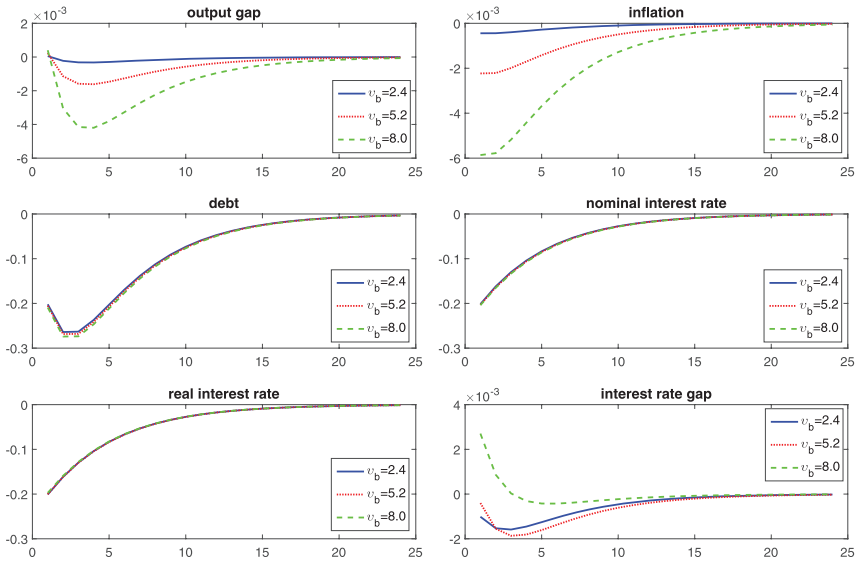 output gap
×10⁻³
2
0
-2
-4
-6
0 5 10 15 20 25
υb=2.4
υb=5.2
υb=8.0
inflation
×10⁻³
0
-2
-4
-6
0 5 10 15 20 25
υb=2.4
υb=5.2
υb=8.0
debt
0
-0.1
-0.2
-0.3
0 5 10 15 20 25
υb=2.4
υb=5.2
υb=8.0
nominal interest rate
0
-0.1
-0.2
-0.3
0 5 10 15 20 25
υb=2.4
υb=5.2
υb=8.0
real interest rate
0
-0.1
-0.2
-0.3
0 5 10 15 20 25
υb=2.4
υb=5.2
υb=8.0
interest rate gap
×10⁻³
4
2
0
-2
0 5 10 15 20 25
υb=2.4
υb=5.2
υb=8.0